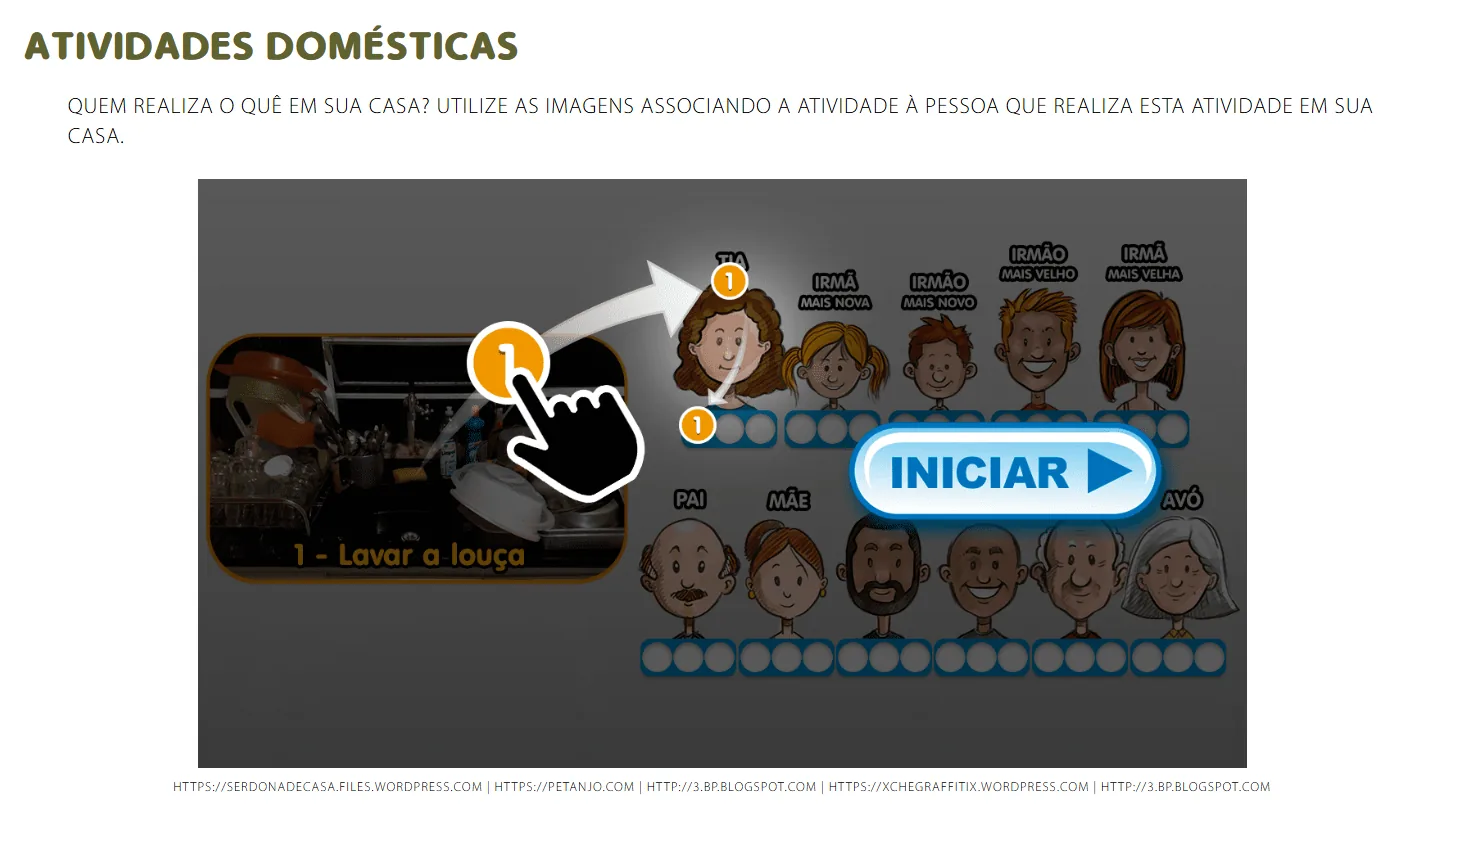 ATIVIDADES DOMÉSTICAS
QUEM REALIZA O QUÊ EM SUA CASA? UTILIZE AS IMAGENS ASSOCIANDO A ATIVIDADE À PESSOA QUE REALIZA ESTA ATIVIDADE EM SUA
CASA.
TIA
1
IRMÃ
MAIS NOVA
IRMÃO
MAIS NOVO
IRMÃO
MAIS VELHO
IRMÃ
MAIS VELHA
1
1
1 - Lavar a louça
INICIAR
PAI
MÃE
AVÓ
HTTPS://SERDONADECASA.FILES.WORDPRESS.COM | HTTPS://PETANJO.COM | HTTP://3.BP.BLOGSPOT.COM | HTTPS://XCHEGRAFFITIX.WORDPRESS.COM | HTTP://3.BP.BLOGSPOT.COM